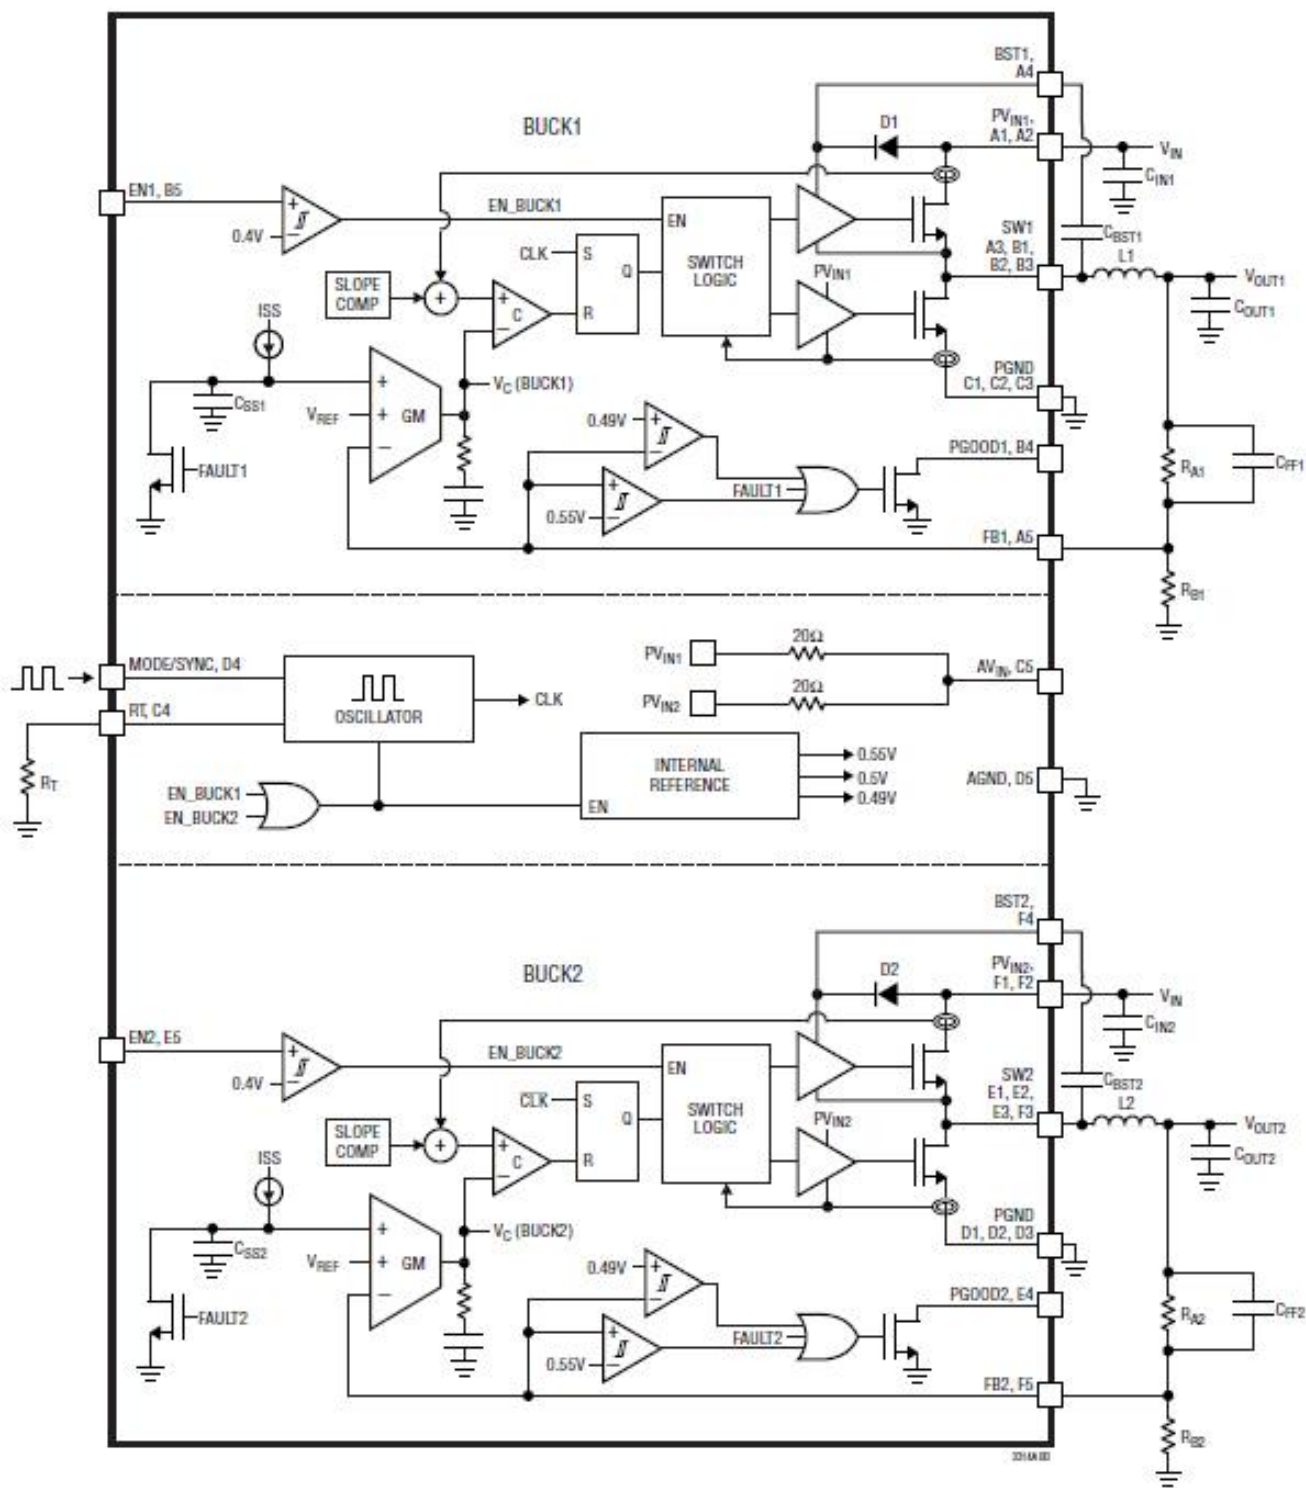 BST1,
A4
BUCK1
D1
PVIN1,
A1, A2
VIN
CIN1
EN1, B5
0.4V
EN_BUCK1
EN
SW1
A3, B1,
B2, B3
CBST1
L1
VOUT1
COUT1
CLK
S
Q
R
SWITCH
LOGIC
PVIN1
SLOPE
COMP
+
C
ISS
CSS1
VREF
GM
VC (BUCK1)
PGND
C1, C2, C3
0.49V
PGOOD1, B4
FAULT1
FAULT1
0.55V
RA1
CFF1
FB1, A5
RB1
MODE/SYNC, D4
RT, C4
RT
OSCILLATOR
CLK
PVIN1
20Ω
AVIN, C5
PVIN2
20Ω
INTERNAL
REFERENCE
EN
0.55V
0.5V
0.49V
AGND, D5
EN_BUCK1
EN_BUCK2
BST2,
F4
BUCK2
D2
PVIN2,
F1, F2
VIN
CIN2
EN2, E5
0.4V
EN_BUCK2
EN
SW2
E1, E2,
E3, F3
CBST2
L2
VOUT2
COUT2
CLK
S
Q
R
SWITCH
LOGIC
PVIN2
SLOPE
COMP
+
C
ISS
CSS2
VREF
GM
VC (BUCK2)
PGND
D1, D2, D3
0.49V
PGOOD2, E4
FAULT2
FAULT2
0.55V
RA2
CFF2
FB2, F5
RB2